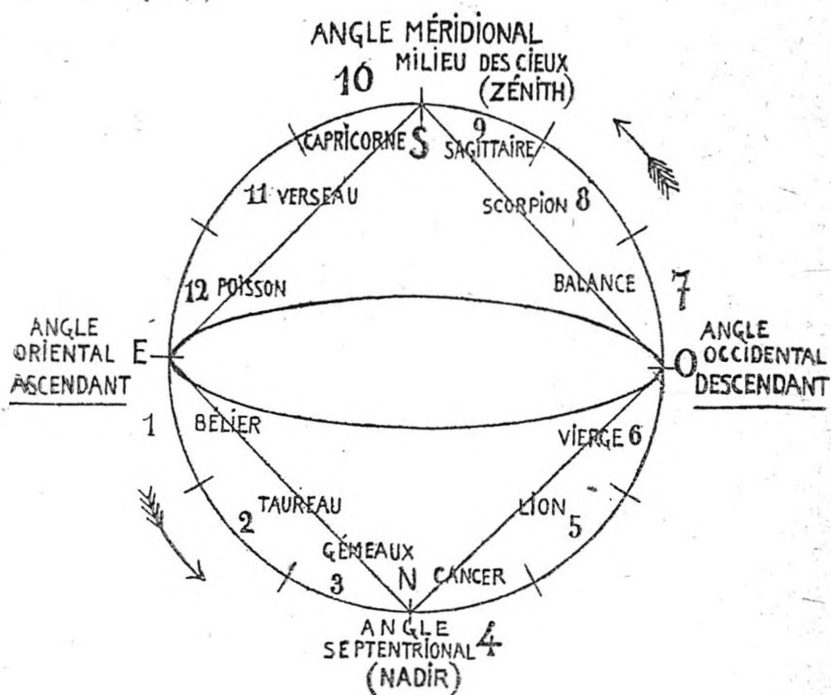 ANGLE MÉRIDIONAL
10 MILIEU DES CIEUX
(ZÉNITH)
CAPRICORNE S 9 SAGITTAIRE
11 VERSEAU
SCORPION 8
12 POISSON
BALANCE 7
ANGLE
ORIENTAL E
ASCENDANT
O ANGLE
OCCIDENTAL
DESCENDANT
1 BÉLIER
VIERGE 6
2 TAUREAU
LION 5
GÉMEAUX
3 N CANCER
ANGLE
SEPTENTRIONAL 4
(NADIR)